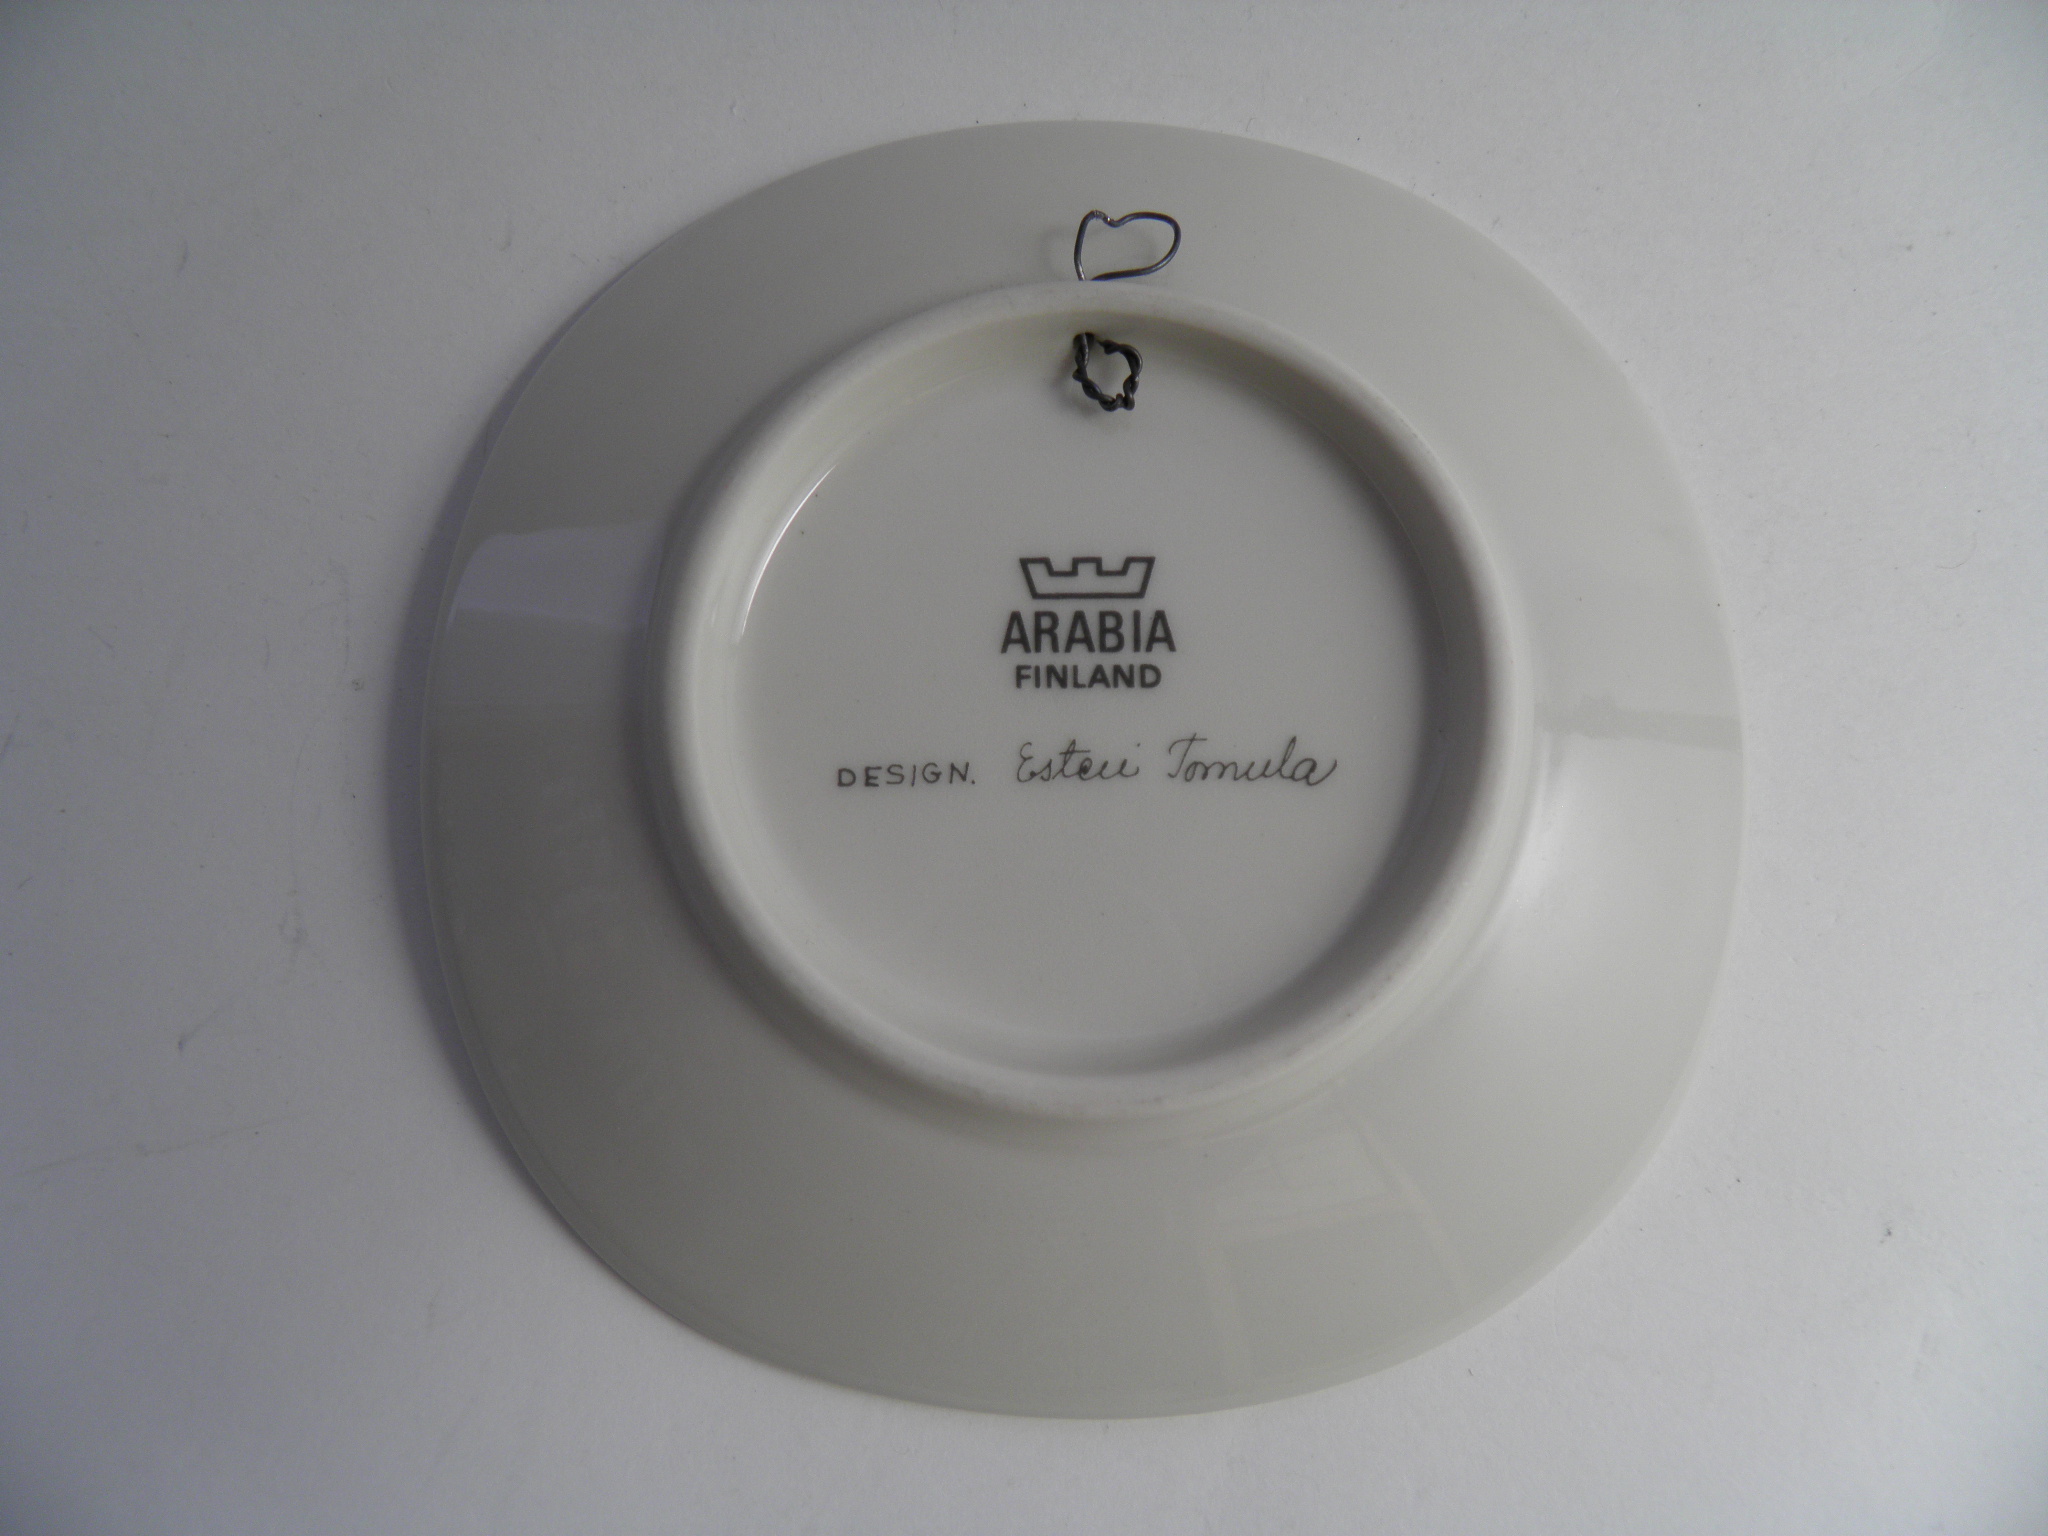 ARABIA
FINLAND
DESIGN. Esteri Tomula